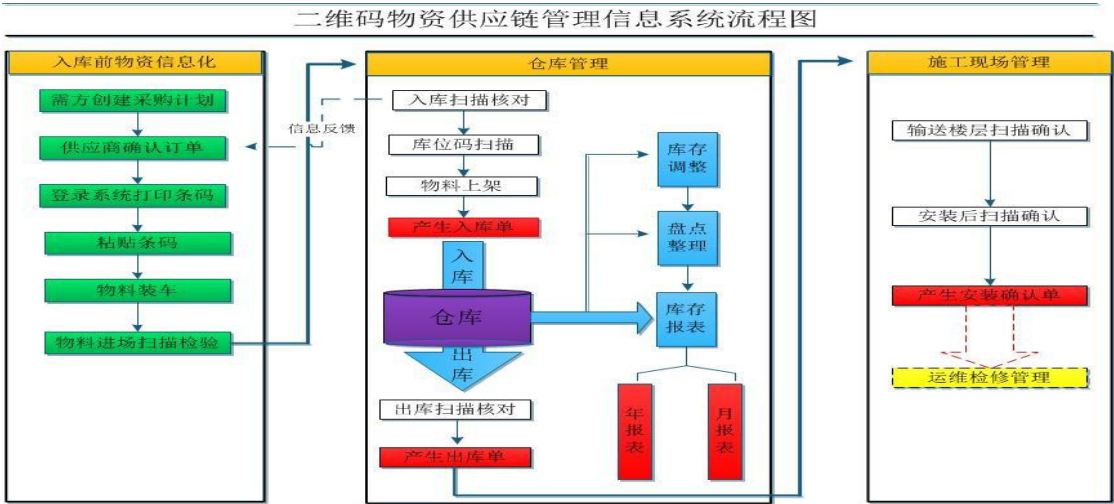 二维码物资供应链管理信息系统流程图
入库前物资信息化
需方创建采购计划
供应商确认订单
登录系统打印条码
粘贴条码
物料装车
物料进场扫描检验
信息反馈
仓库管理
入库扫描核对
库位码扫描
物料上架
产生入库单
入
库
仓库
出
库
出库扫描核对
产生出库单
库存
调整
盘点
整理
库存
报表
年
报
表
月
报
表
施工现场管理
输送楼层扫描确认
安装后扫描确认
产生安装确认单
运维检修管理